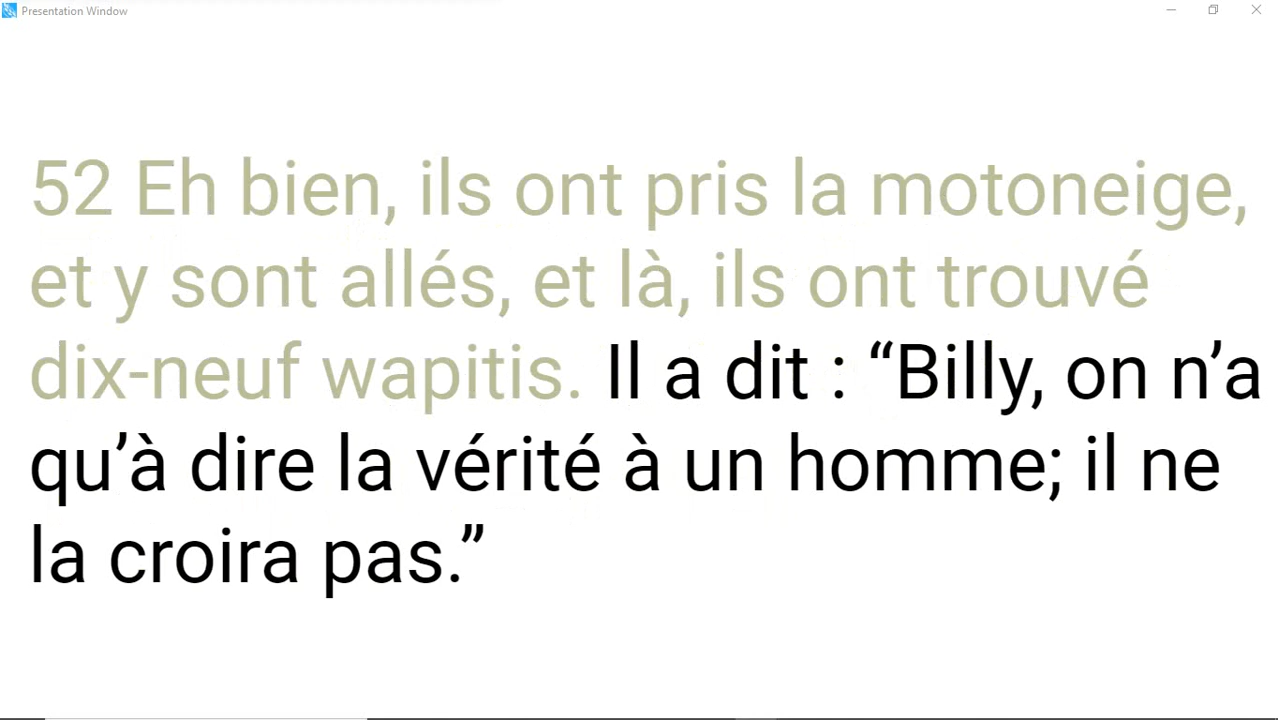 Presentation Window
52 Eh bien, ils ont pris la motoneige,
et y sont allés, et là, ils ont trouvé
dix-neuf wapitis. Il a dit : “Billy, on n’a
qu’à dire la vérité à un homme; il ne
la croira pas.”